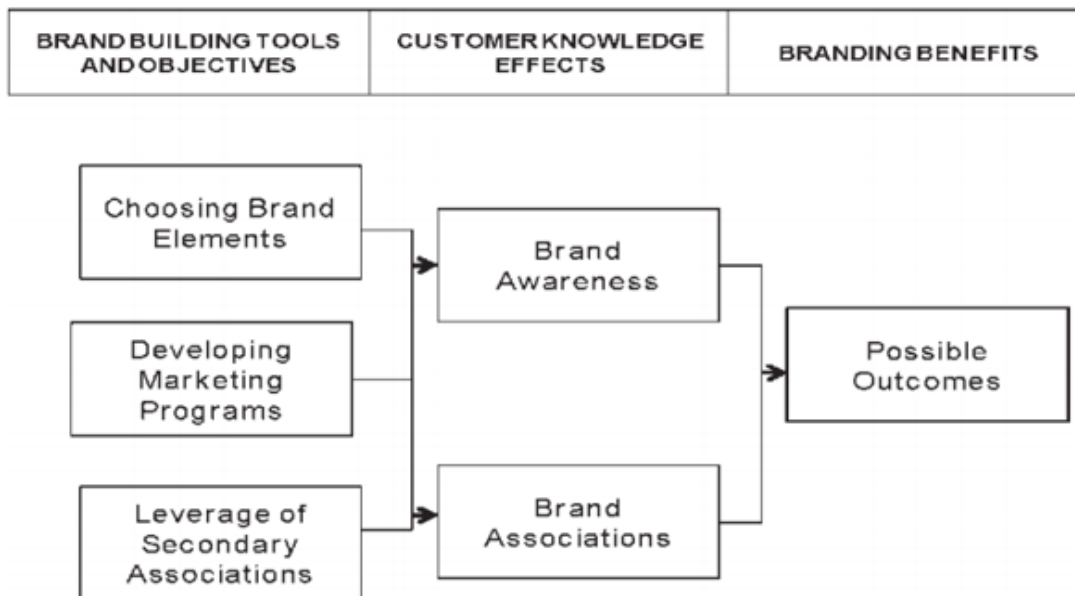 BRAND BUILDING TOOLS
AND OBJECTIVES
CUSTOMER KNOWLEDGE
EFFECTS
BRANDING BENEFITS
Choosing Brand
Elements
Developing
Marketing
Programs
Leverage of
Secondary
Associations
Brand
Awareness
Brand
Associations
Possible
Outcomes